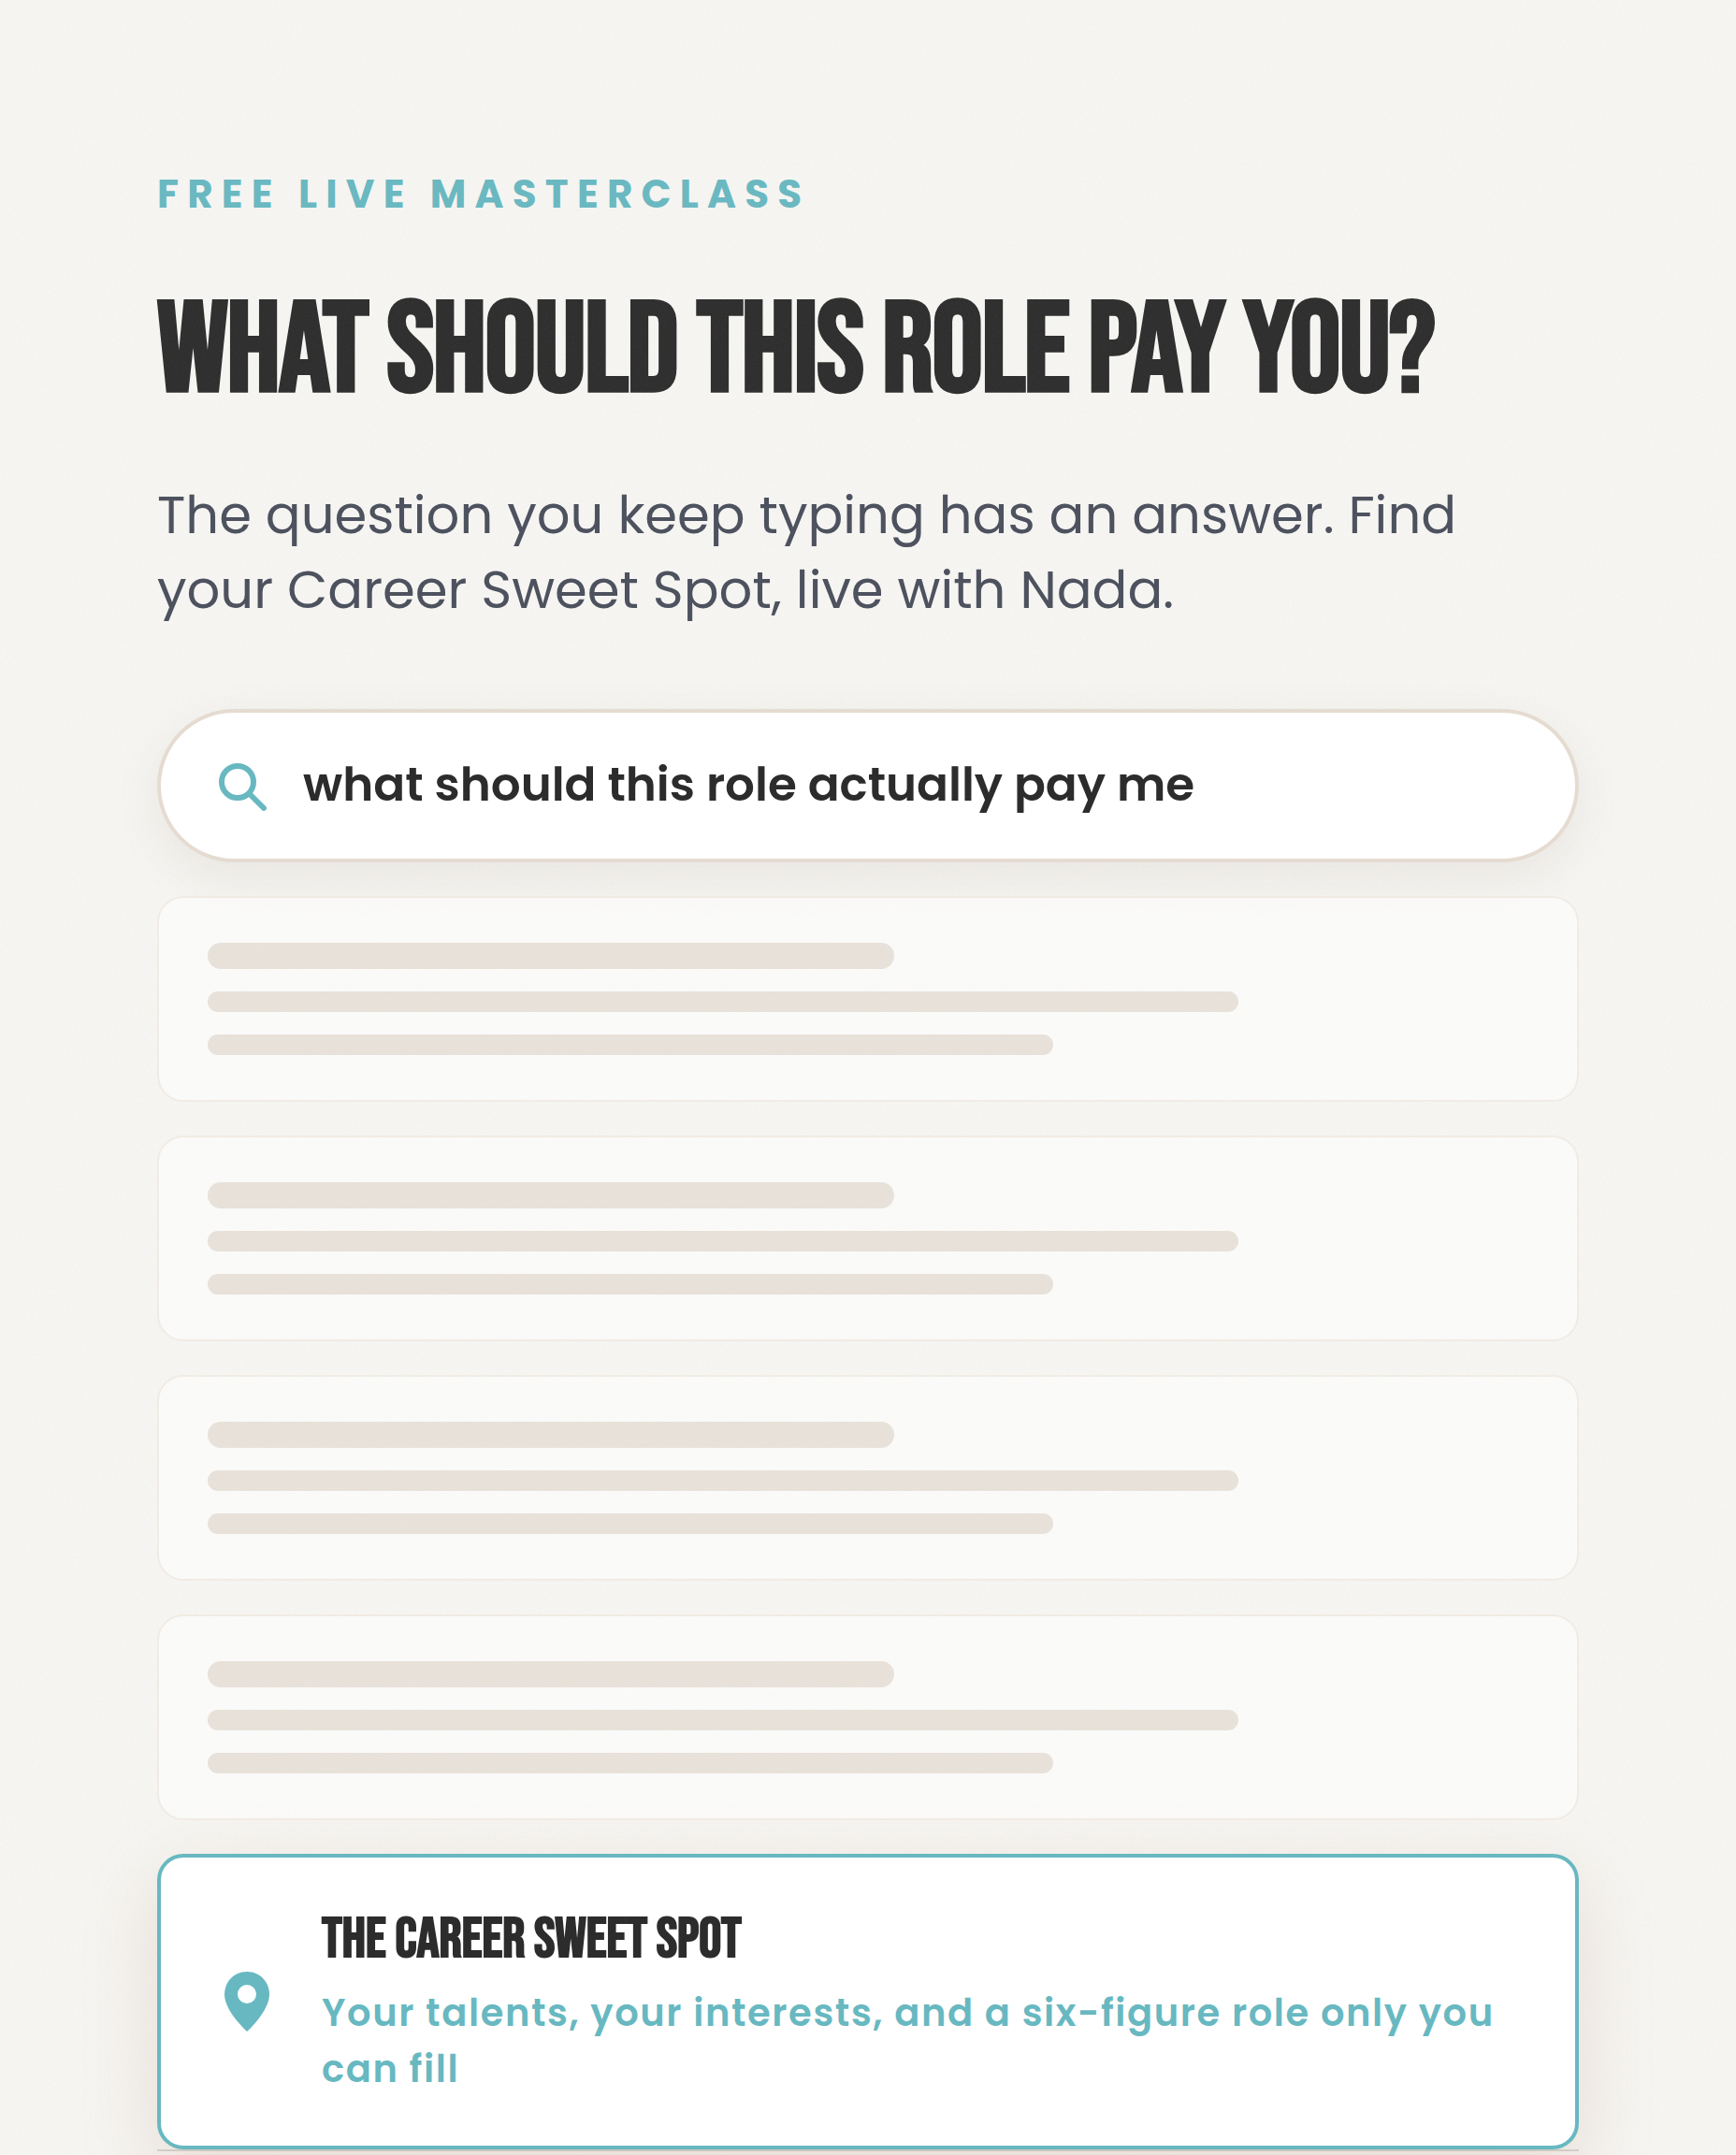 FREE LIVE MASTERCLASS
WHAT SHOULD THIS ROLE PAY YOU?
The question you keep typing has an answer. Find
your Career Sweet Spot, live with Nada.
what should this role actually pay me
THE CAREER SWEET SPOT
Your talents, your interests, and a six-figure role only you
can fill